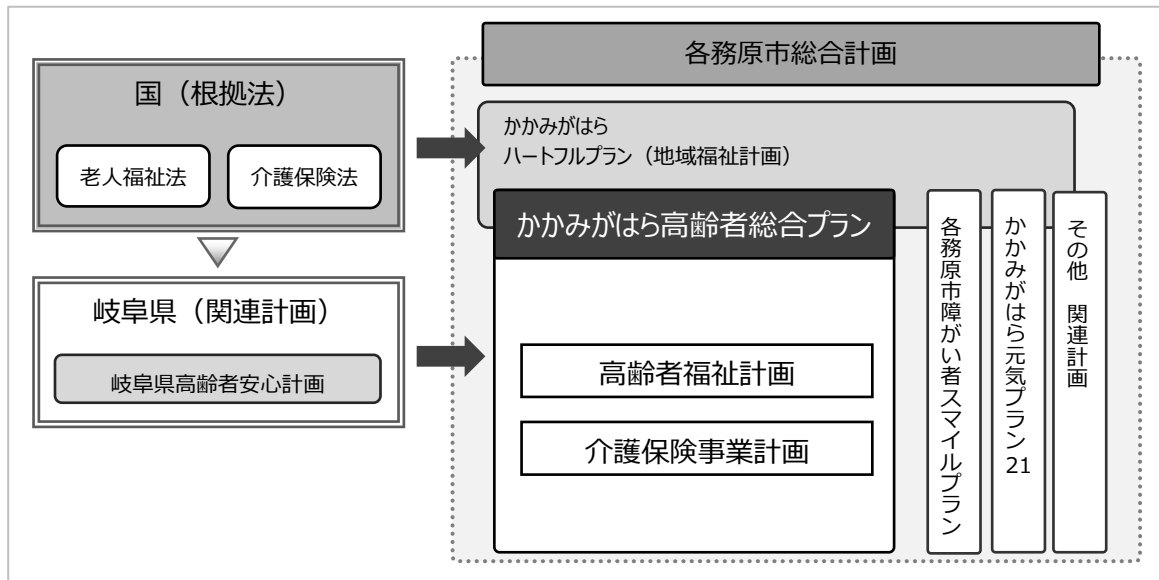 各務原市総合計画
国（根拠法）
老人福祉法
介護保険法
岐阜県（関連計画）
岐阜県高齢者安心計画
かかみがはら
ハートフルプラン（地域福祉計画）
かかみがはら高齢者総合プラン
高齢者福祉計画
介護保険事業計画
各務原市障がい者スマイルプラン
かかみがはら元気プラン21
その他　関連計画